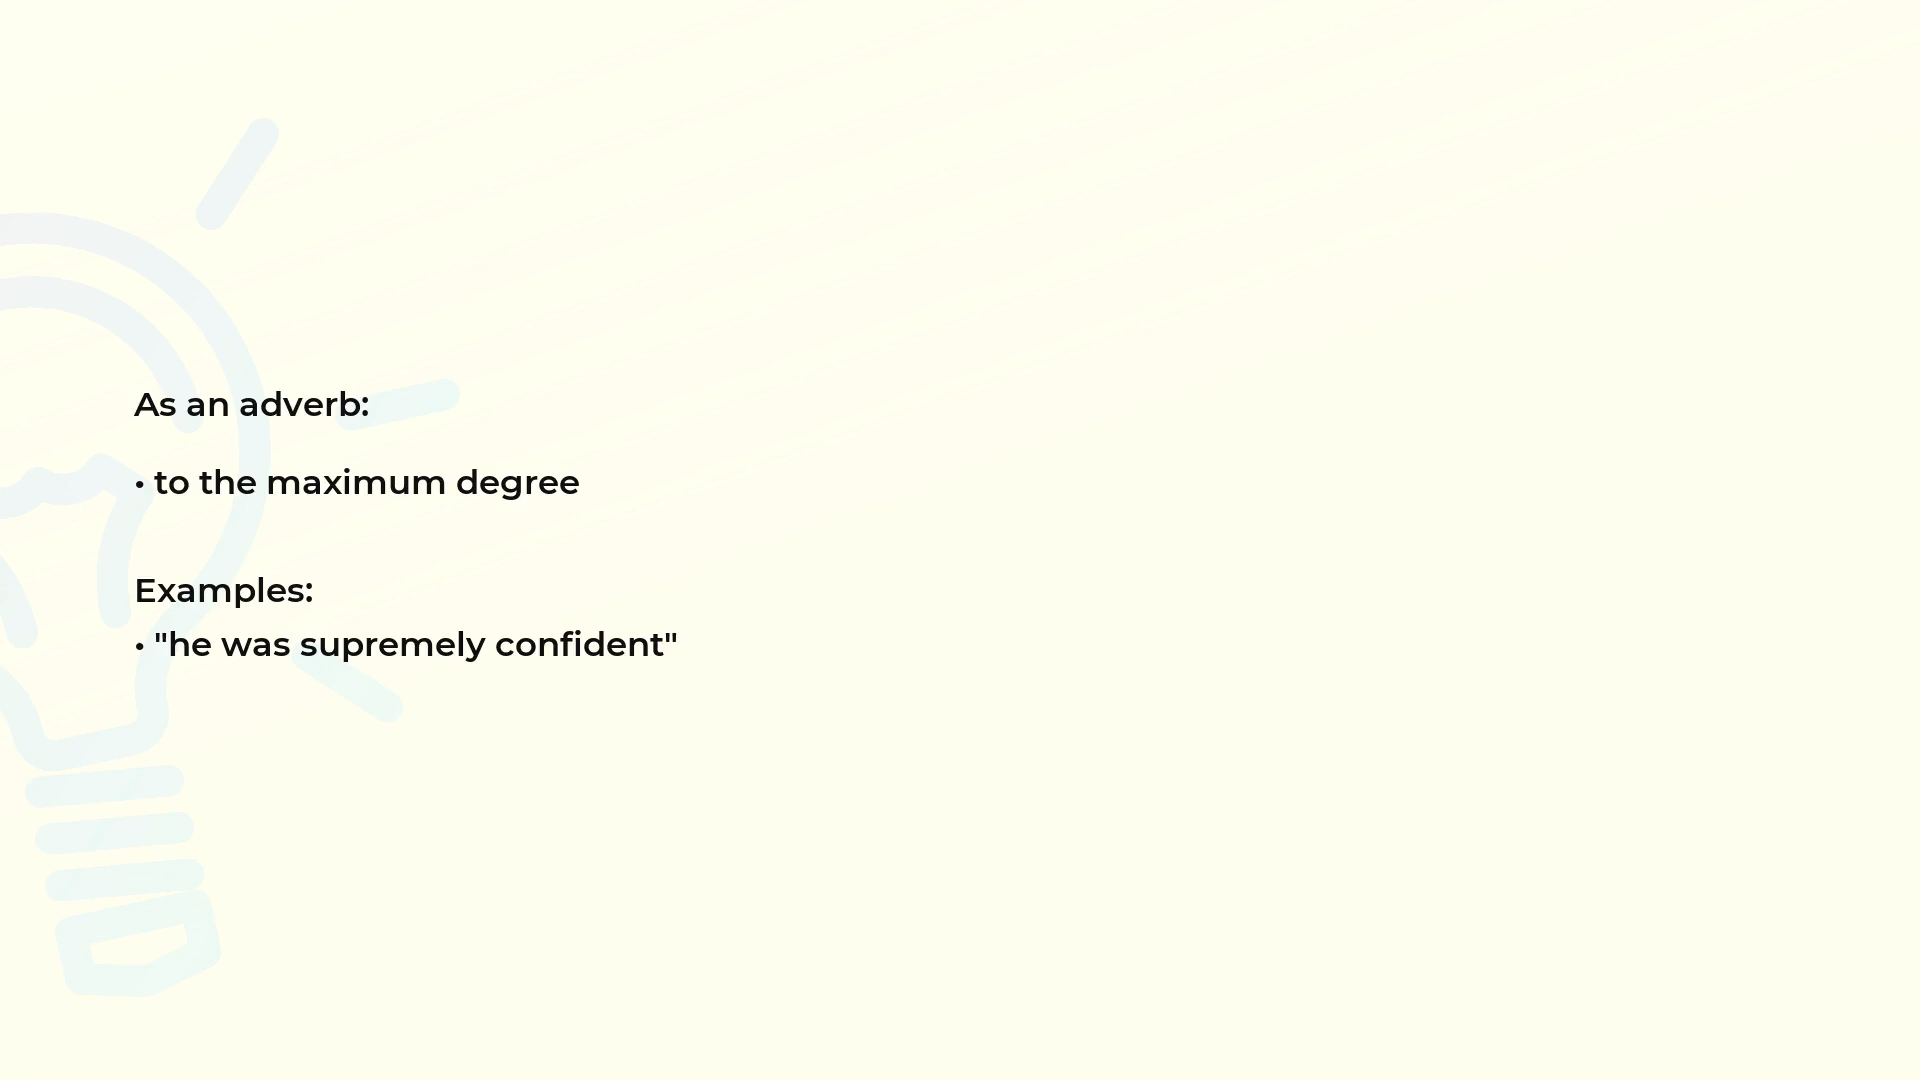 As an adverb:
• to the maximum degree
Examples:
• "he was supremely confident"